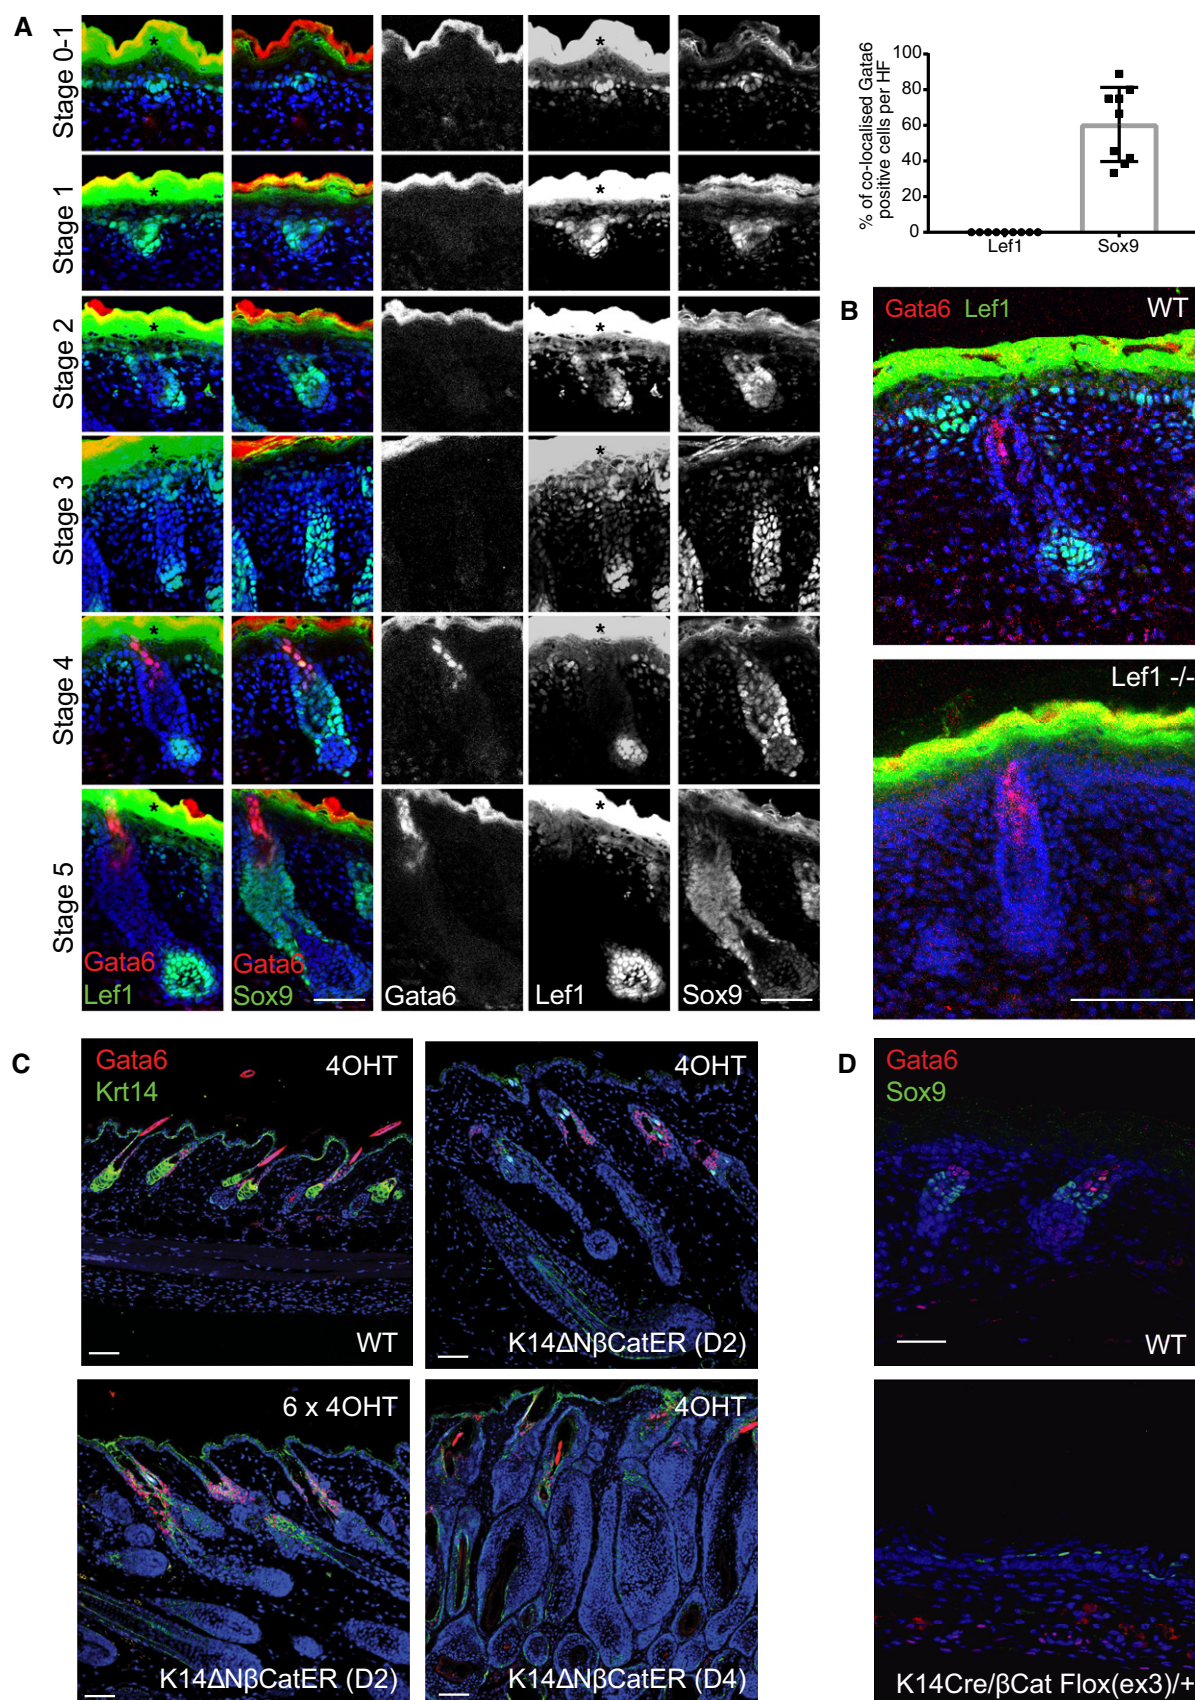 A
Stage 0-1
*
Stage 1
*
Stage 2
*
Stage 3
*
Stage 4
*
Stage 5
*
Gata6
Lef1
Gata6
Sox9
Gata6
Lef1
Sox9
% of co-localised Gata6
positive cells per HF
100
80
60
40
20
0
Lef1
Sox9
B
Gata6 Lef1
WT
Lef1 -/-
C
Gata6
Krt14
4OHT
WT
4OHT
K14ΔNβCatER (D2)
6 x 4OHT
K14ΔNβCatER (D2)
4OHT
K14ΔNβCatER (D4)
D
Gata6
Sox9
WT
K14Cre/βCat Flox(ex3)/+